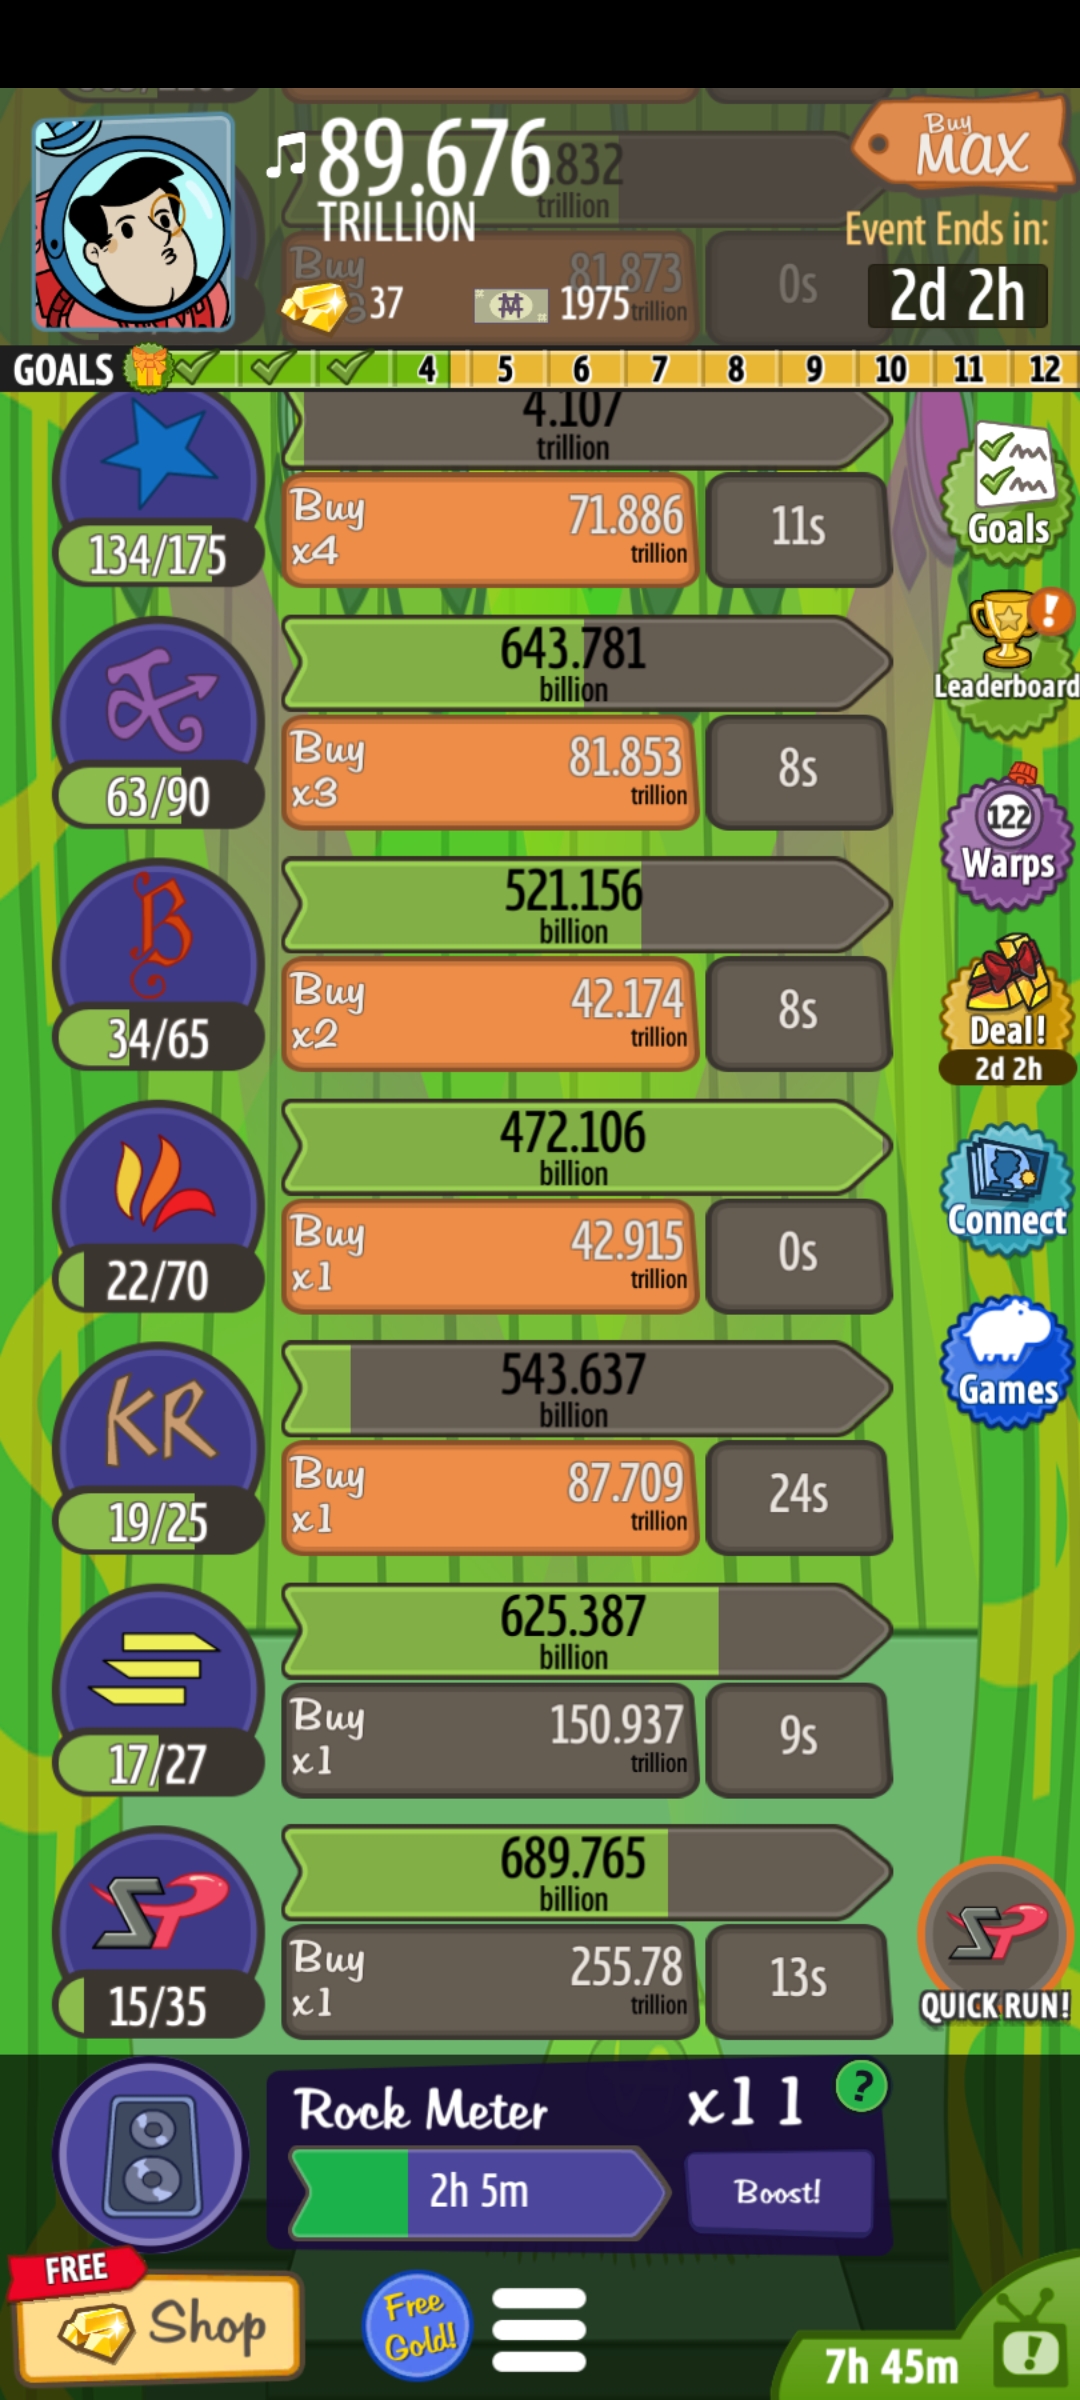 89.676
TRILLION
.832
trillion
Buy
MAX
Event Ends in:
2d 2h
Buy
81.873
trillion
0s
37
1975
GOALS
4
5
6
7
8
9
10
11
12
4.107
trillion
134/175
Buy
x4
71.886
trillion
11s
Goals
643.781
billion
63/90
Buy
x3
81.853
trillion
8s
!
Leaderboard
521.156
billion
34/65
B
Buy
x2
42.174
trillion
8s
122
Warps
Deal!
2d 2h
472.106
billion
22/70
Buy
x1
42.915
trillion
0s
Connect
543.637
billion
KR
19/25
Buy
x1
87.709
trillion
24s
Games
625.387
billion
17/27
Buy
x1
150.937
trillion
9s
689.765
billion
SP
15/35
Buy
x1
255.78
trillion
13s
SP
QUICK RUN!
Rock Meter
x11
?
2h 5m
Boost!
FREE
Shop
Free
Gold!
7h 45m
!